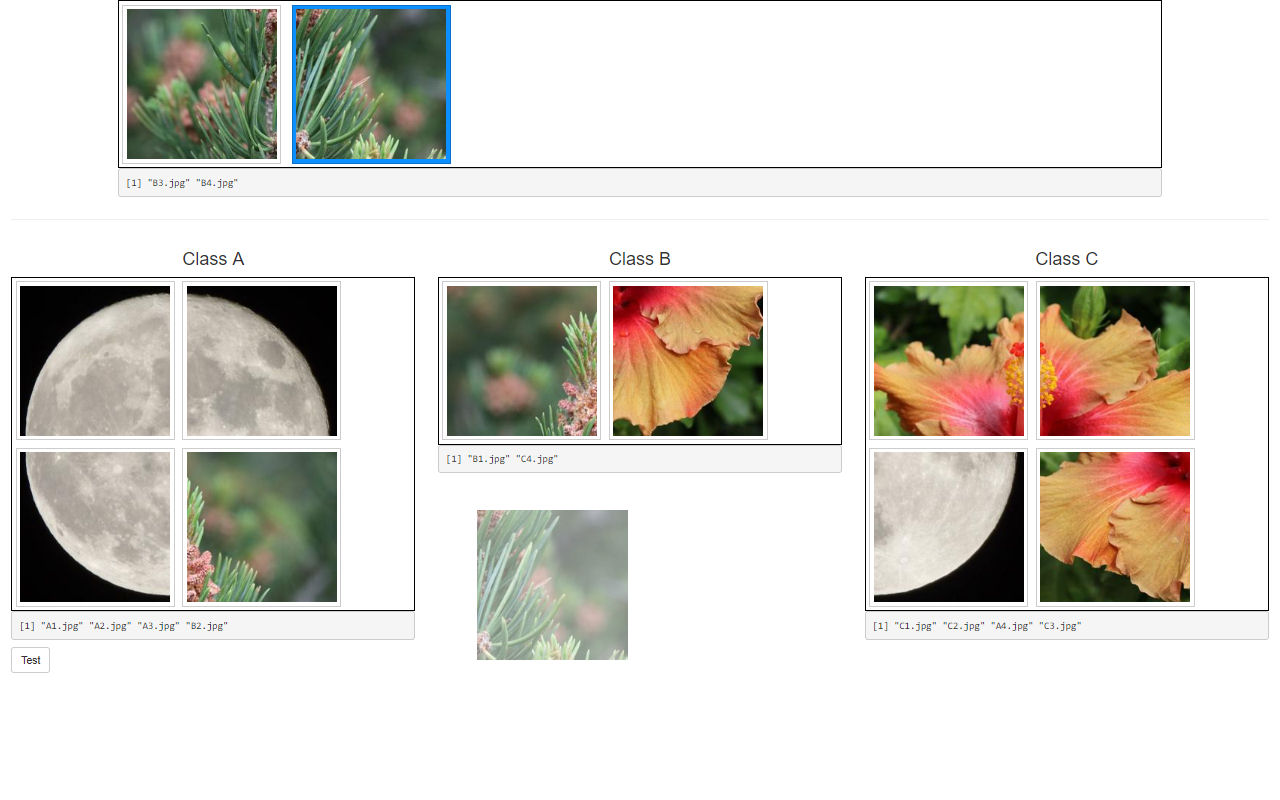 [1] "B3.jpg" "B4.jpg"
Class A
Class B
Class C
[1] "B1.jpg" "C4.jpg"
[1] "A1.jpg" "A2.jpg" "A3.jpg" "B2.jpg"
[1] "C1.jpg" "C2.jpg" "A4.jpg" "C3.jpg"
Test